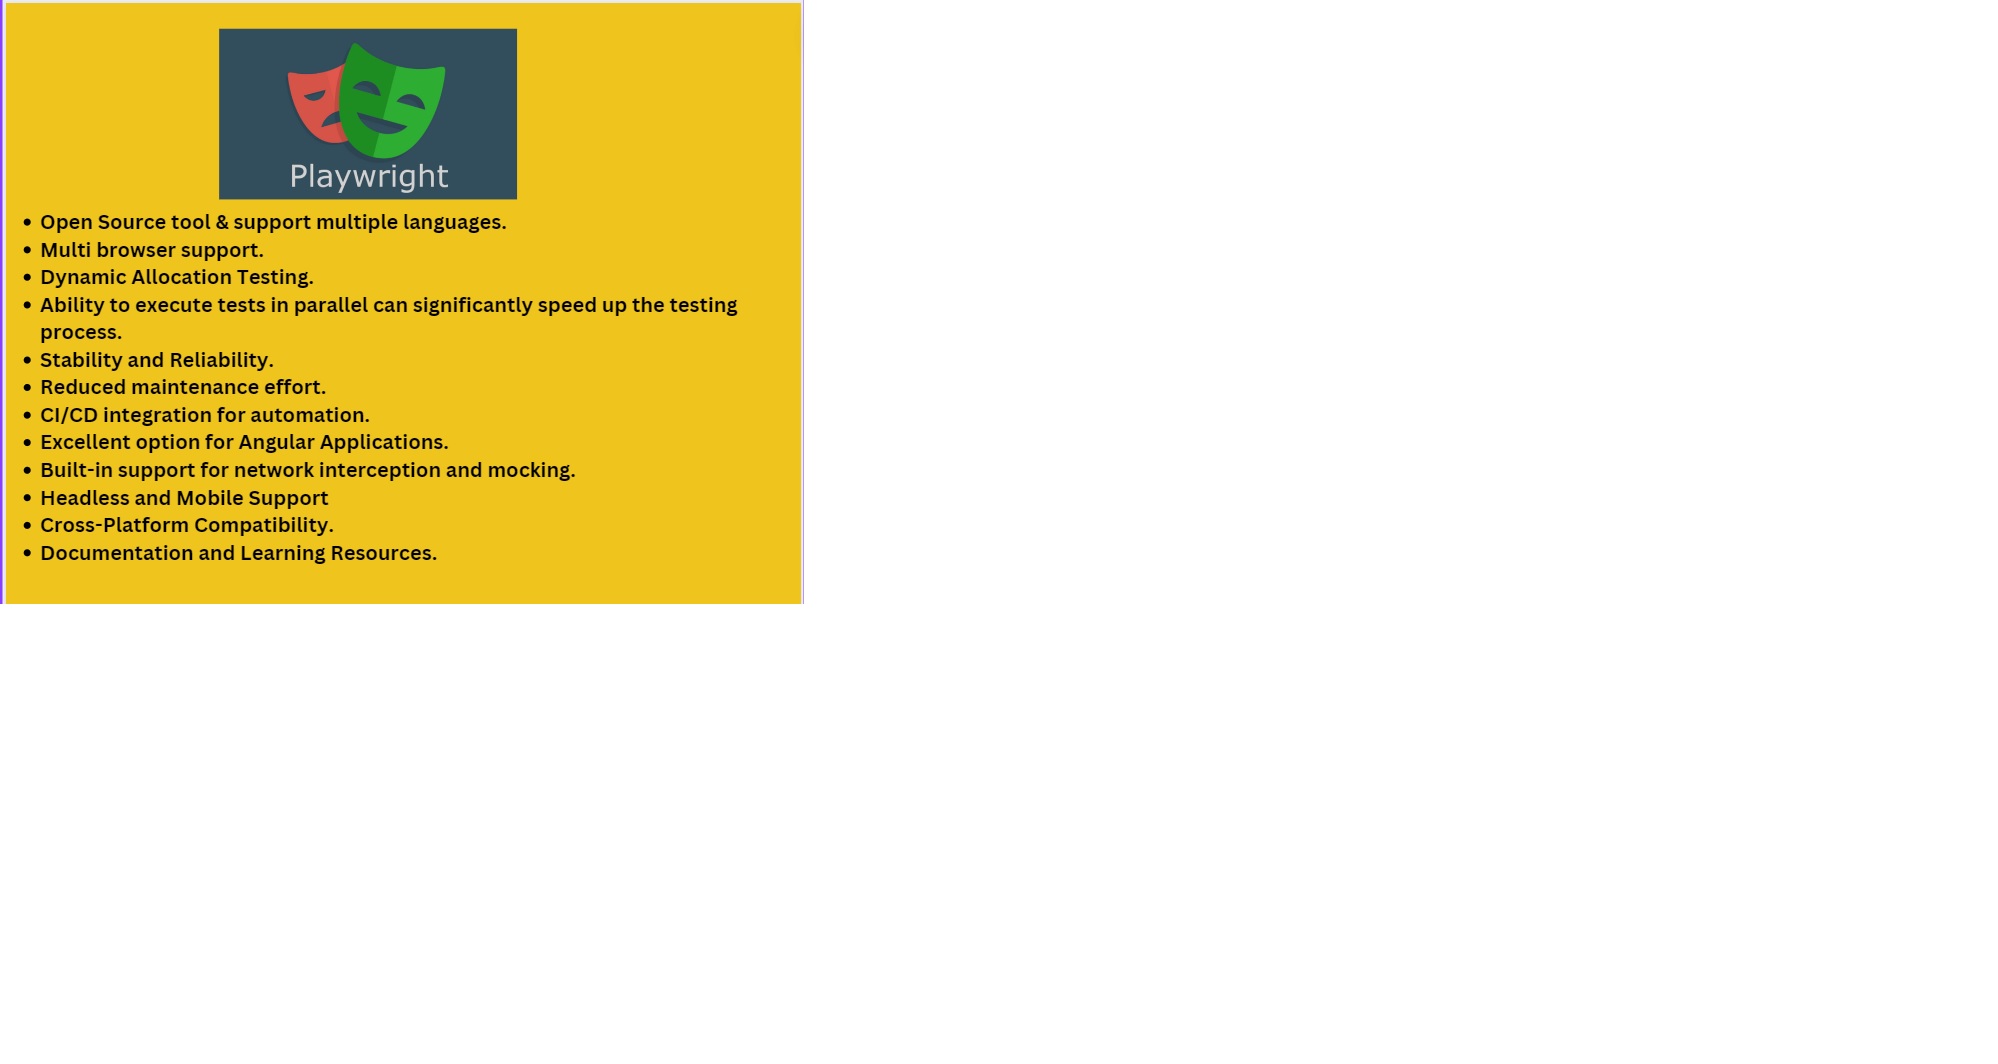 Playwright
• Open Source tool & support multiple languages.
• Multi browser support.
• Dynamic Allocation Testing.
• Ability to execute tests in parallel can significantly speed up the testing
process.
• Stability and Reliability.
• Reduced maintenance effort.
• CI/CD integration for automation.
• Excellent option for Angular Applications.
• Built-in support for network interception and mocking.
• Headless and Mobile Support
• Cross-Platform Compatibility.
• Documentation and Learning Resources.